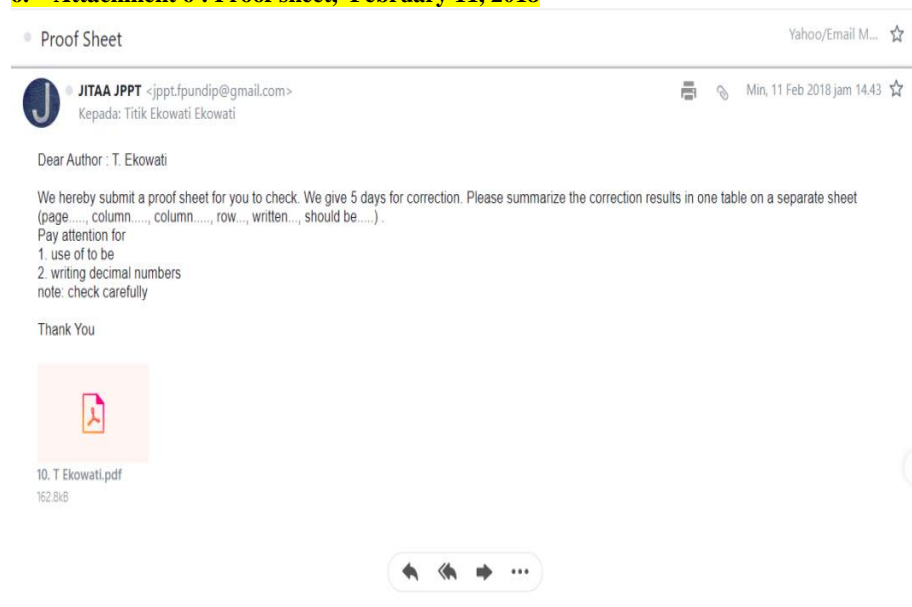 6. Attachment 6 : Proof sheet, February 11, 2018
Proof Sheet
Yahoo/Email M...
J
JITAA JPPT <jppt.fpundip@gmail.com>
Min, 11 Feb 2018 jam 14.43
Kepada: Titik Ekowati Ekowati
Dear Author : T. Ekowati
We hereby submit a proof sheet for you to check. We give 5 days for correction. Please summarize the correction results in one table on a separate sheet
(page....., column....., column....., row..., written..., should be.....) .
Pay attention for
1. use of to be
2. writing decimal numbers
note: check carefully
Thank You
10. T Ekowati.pdf
162.8kB